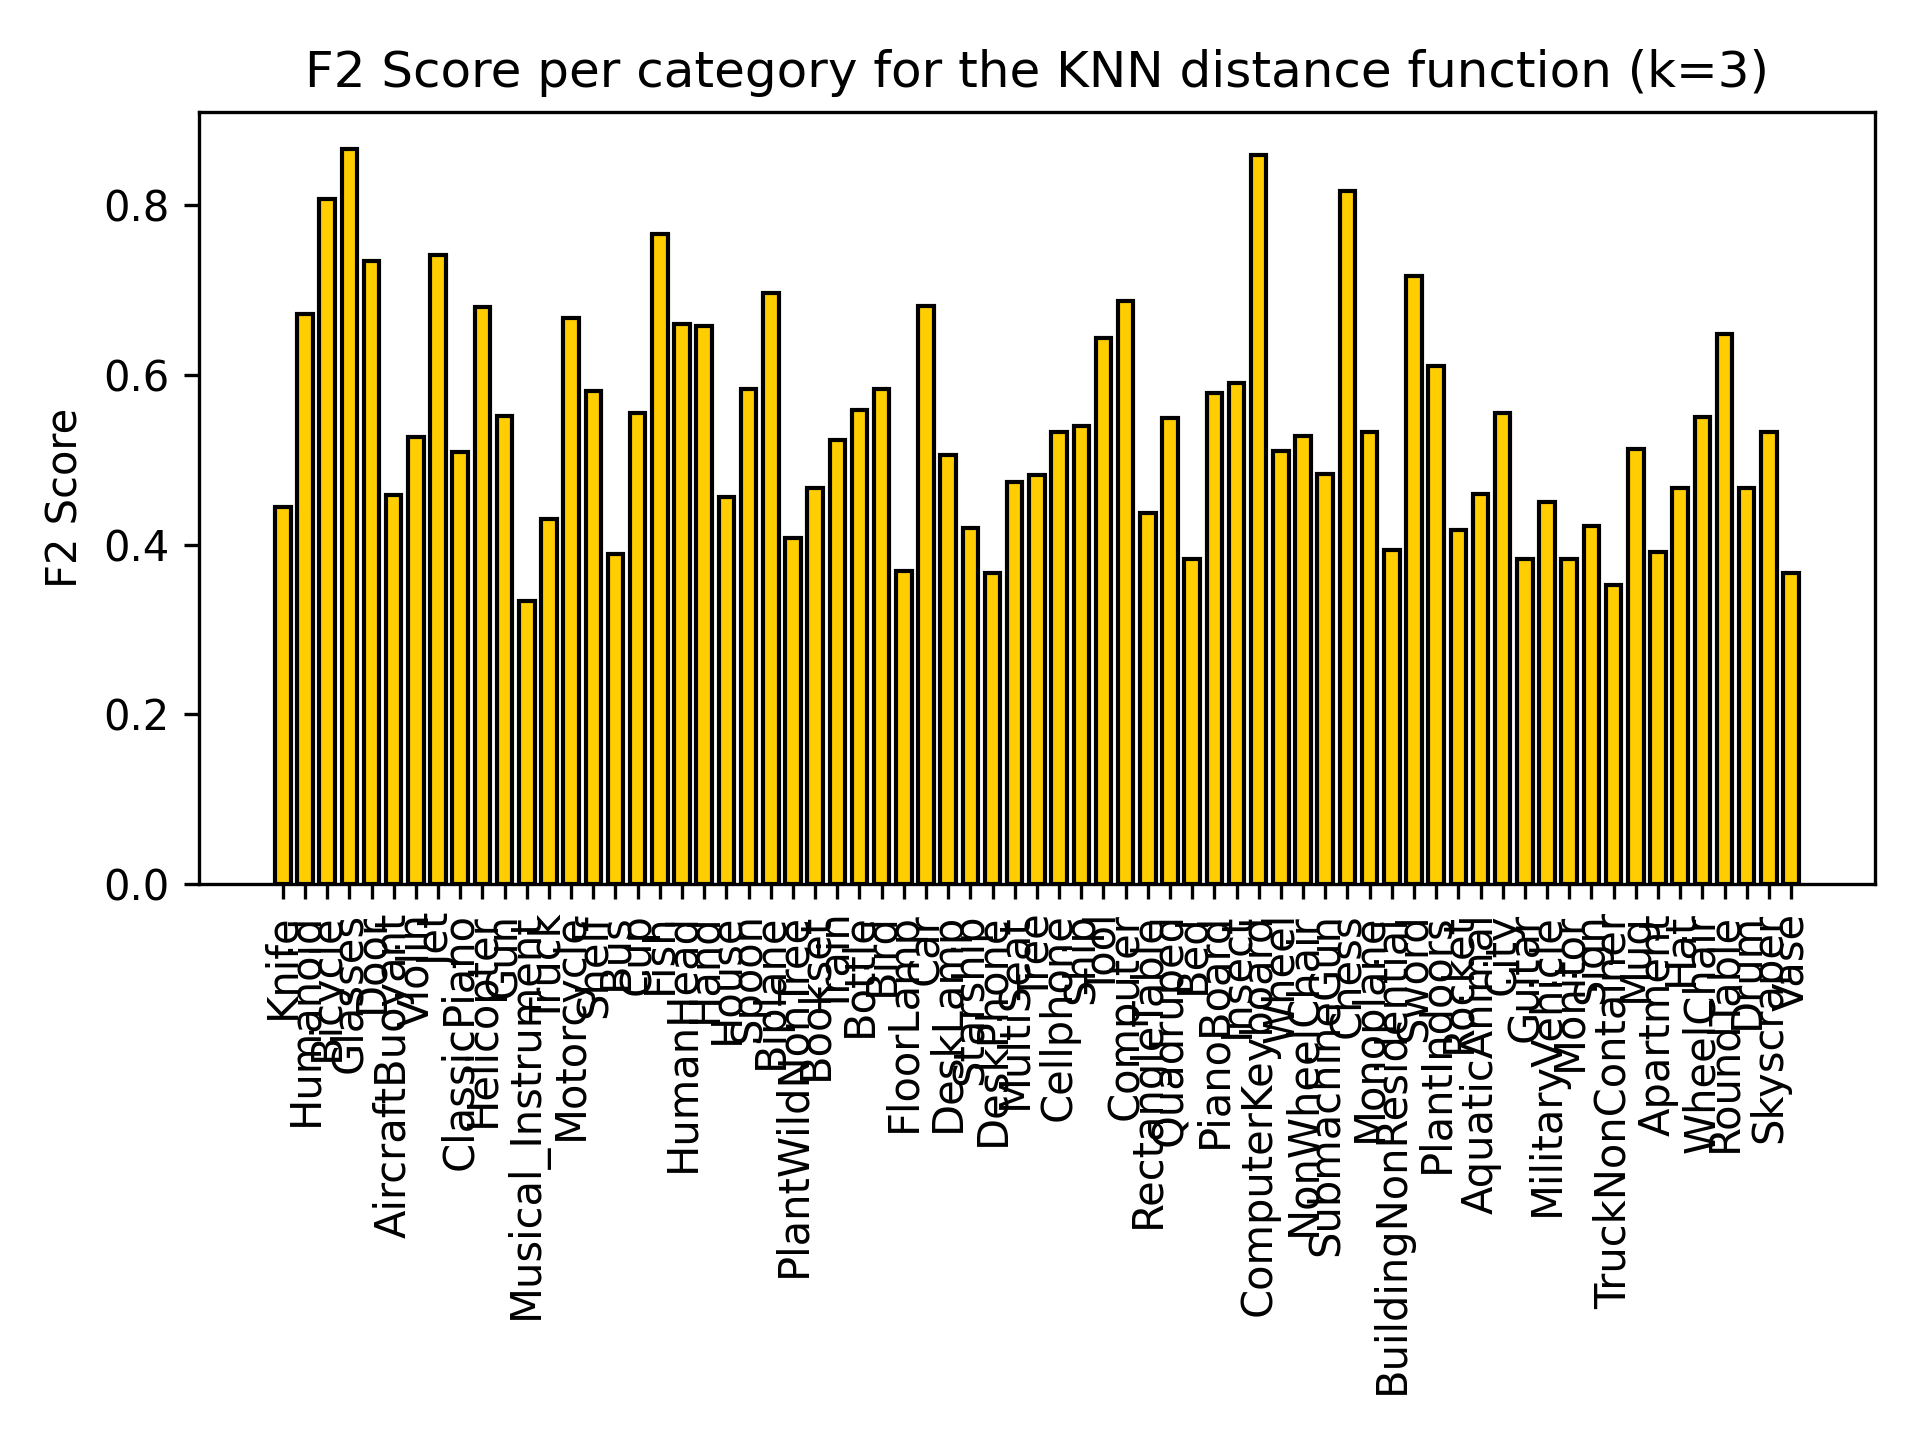 F2 Score per category for the KNN distance function (k=3)
F2 Score
0.8
0.6
0.4
0.2
0.0
Knife
Humanoid
Bicycle
Glasses
Door
AircraftBuoyant
Violin
Jet
ClassicPiano
Helicopter
Gun
Musical_Instrument
Truck
Motorcycle
Shelf
Bus
Cup
Fish
HumanHead
Hand
House
Spoon
Biplane
PlantWildNonTree
BookSet
Train
Bottle
Bird
FloorLamp
Car
DeskLamp
Starship
DeskPhone
MultiSeat
Tree
Cellphone
Ship
Tool
Computer
RectangleTable
Quadruped
Bed
PianoBoard
Insect
ComputerKeyboard
Wheel
NonWheelChair
SubmachineGun
Chess
Monoplane
BuildingNonResidential
Sword
PlantIndoors
Rocket
AquaticAnimal
City
Guitar
MilitaryVehicle
Monitor
Sign
TruckNonContainer
Mug
Apartment
Hat
WheelChair
RoundTable
Drum
Skyscraper
Vase